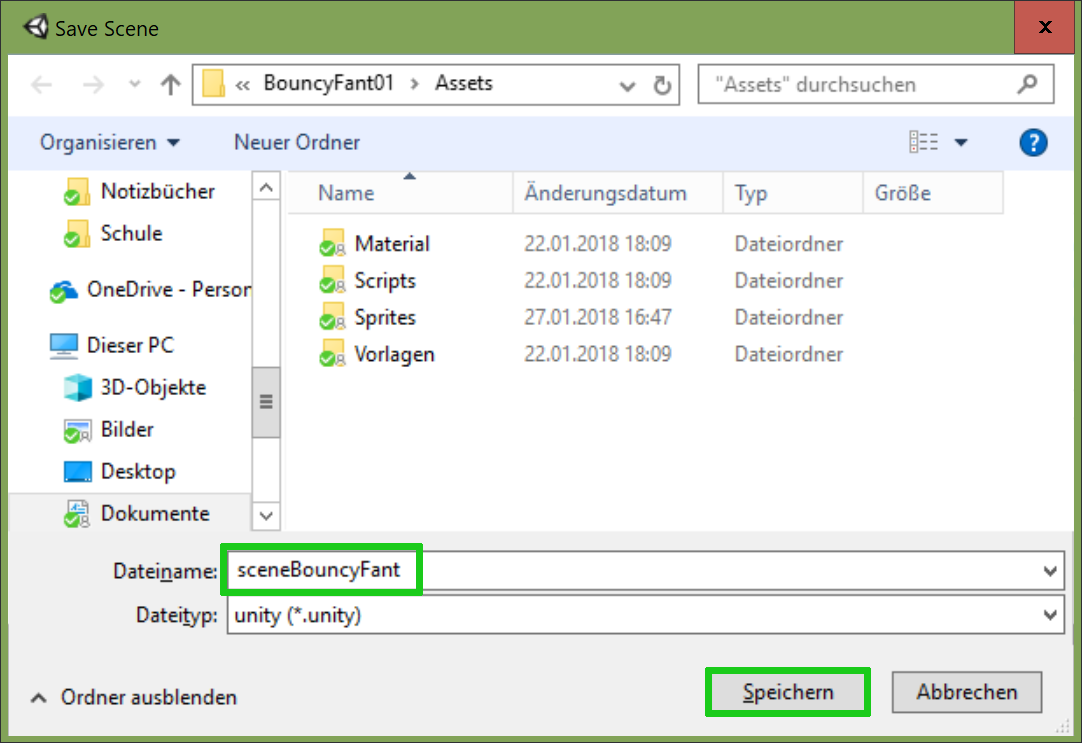 Save Scene
x
« BouncyFant01 › Assets
"Assets" durchsuchen
Organisieren
Neuer Ordner
?
Notizbücher
Schule
OneDrive - Person
Dieser PC
3D-Objekte
Bilder
Desktop
Dokumente
Name Änderungsdatum Typ Größe
Material 22.01.2018 18:09 Dateiordner
Scripts 22.01.2018 18:09 Dateiordner
Sprites 27.01.2018 16:47 Dateiordner
Vorlagen 22.01.2018 18:09 Dateiordner
Dateiname: sceneBouncyFant
Dateityp: unity (*.unity)
Ordner ausblenden
Speichern
Abbrechen